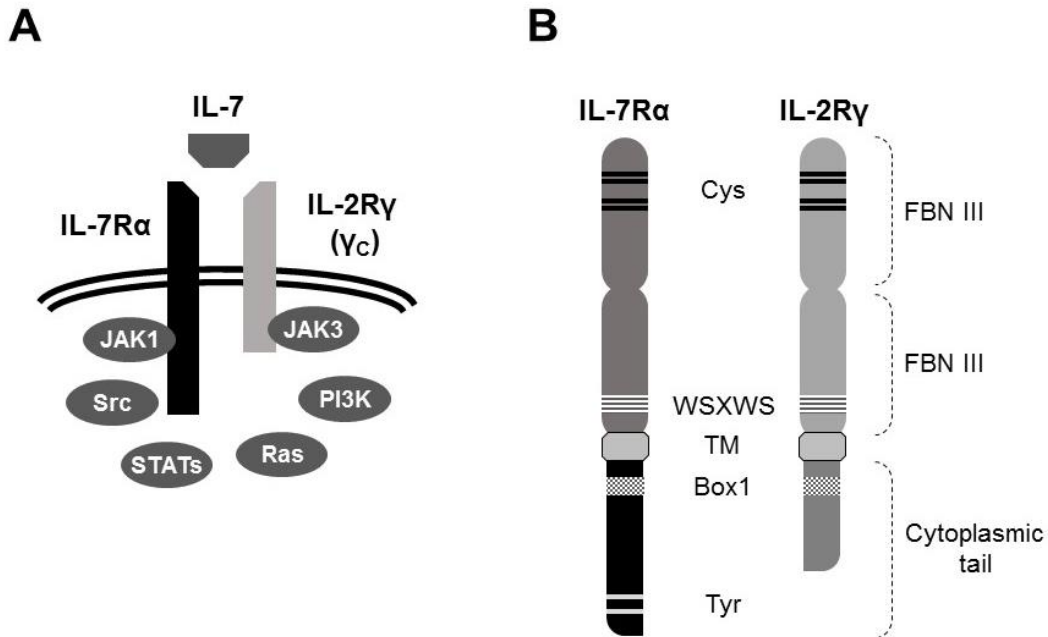 A
IL-7
IL-7Rα
IL-2Rγ
(γC)
JAK1
JAK3
Src
PI3K
STATs
Ras
B
IL-7Rα
IL-2Rγ
Cys
FBN III
FBN III
WSXWS
TM
Box1
Cytoplasmic
tail
Tyr